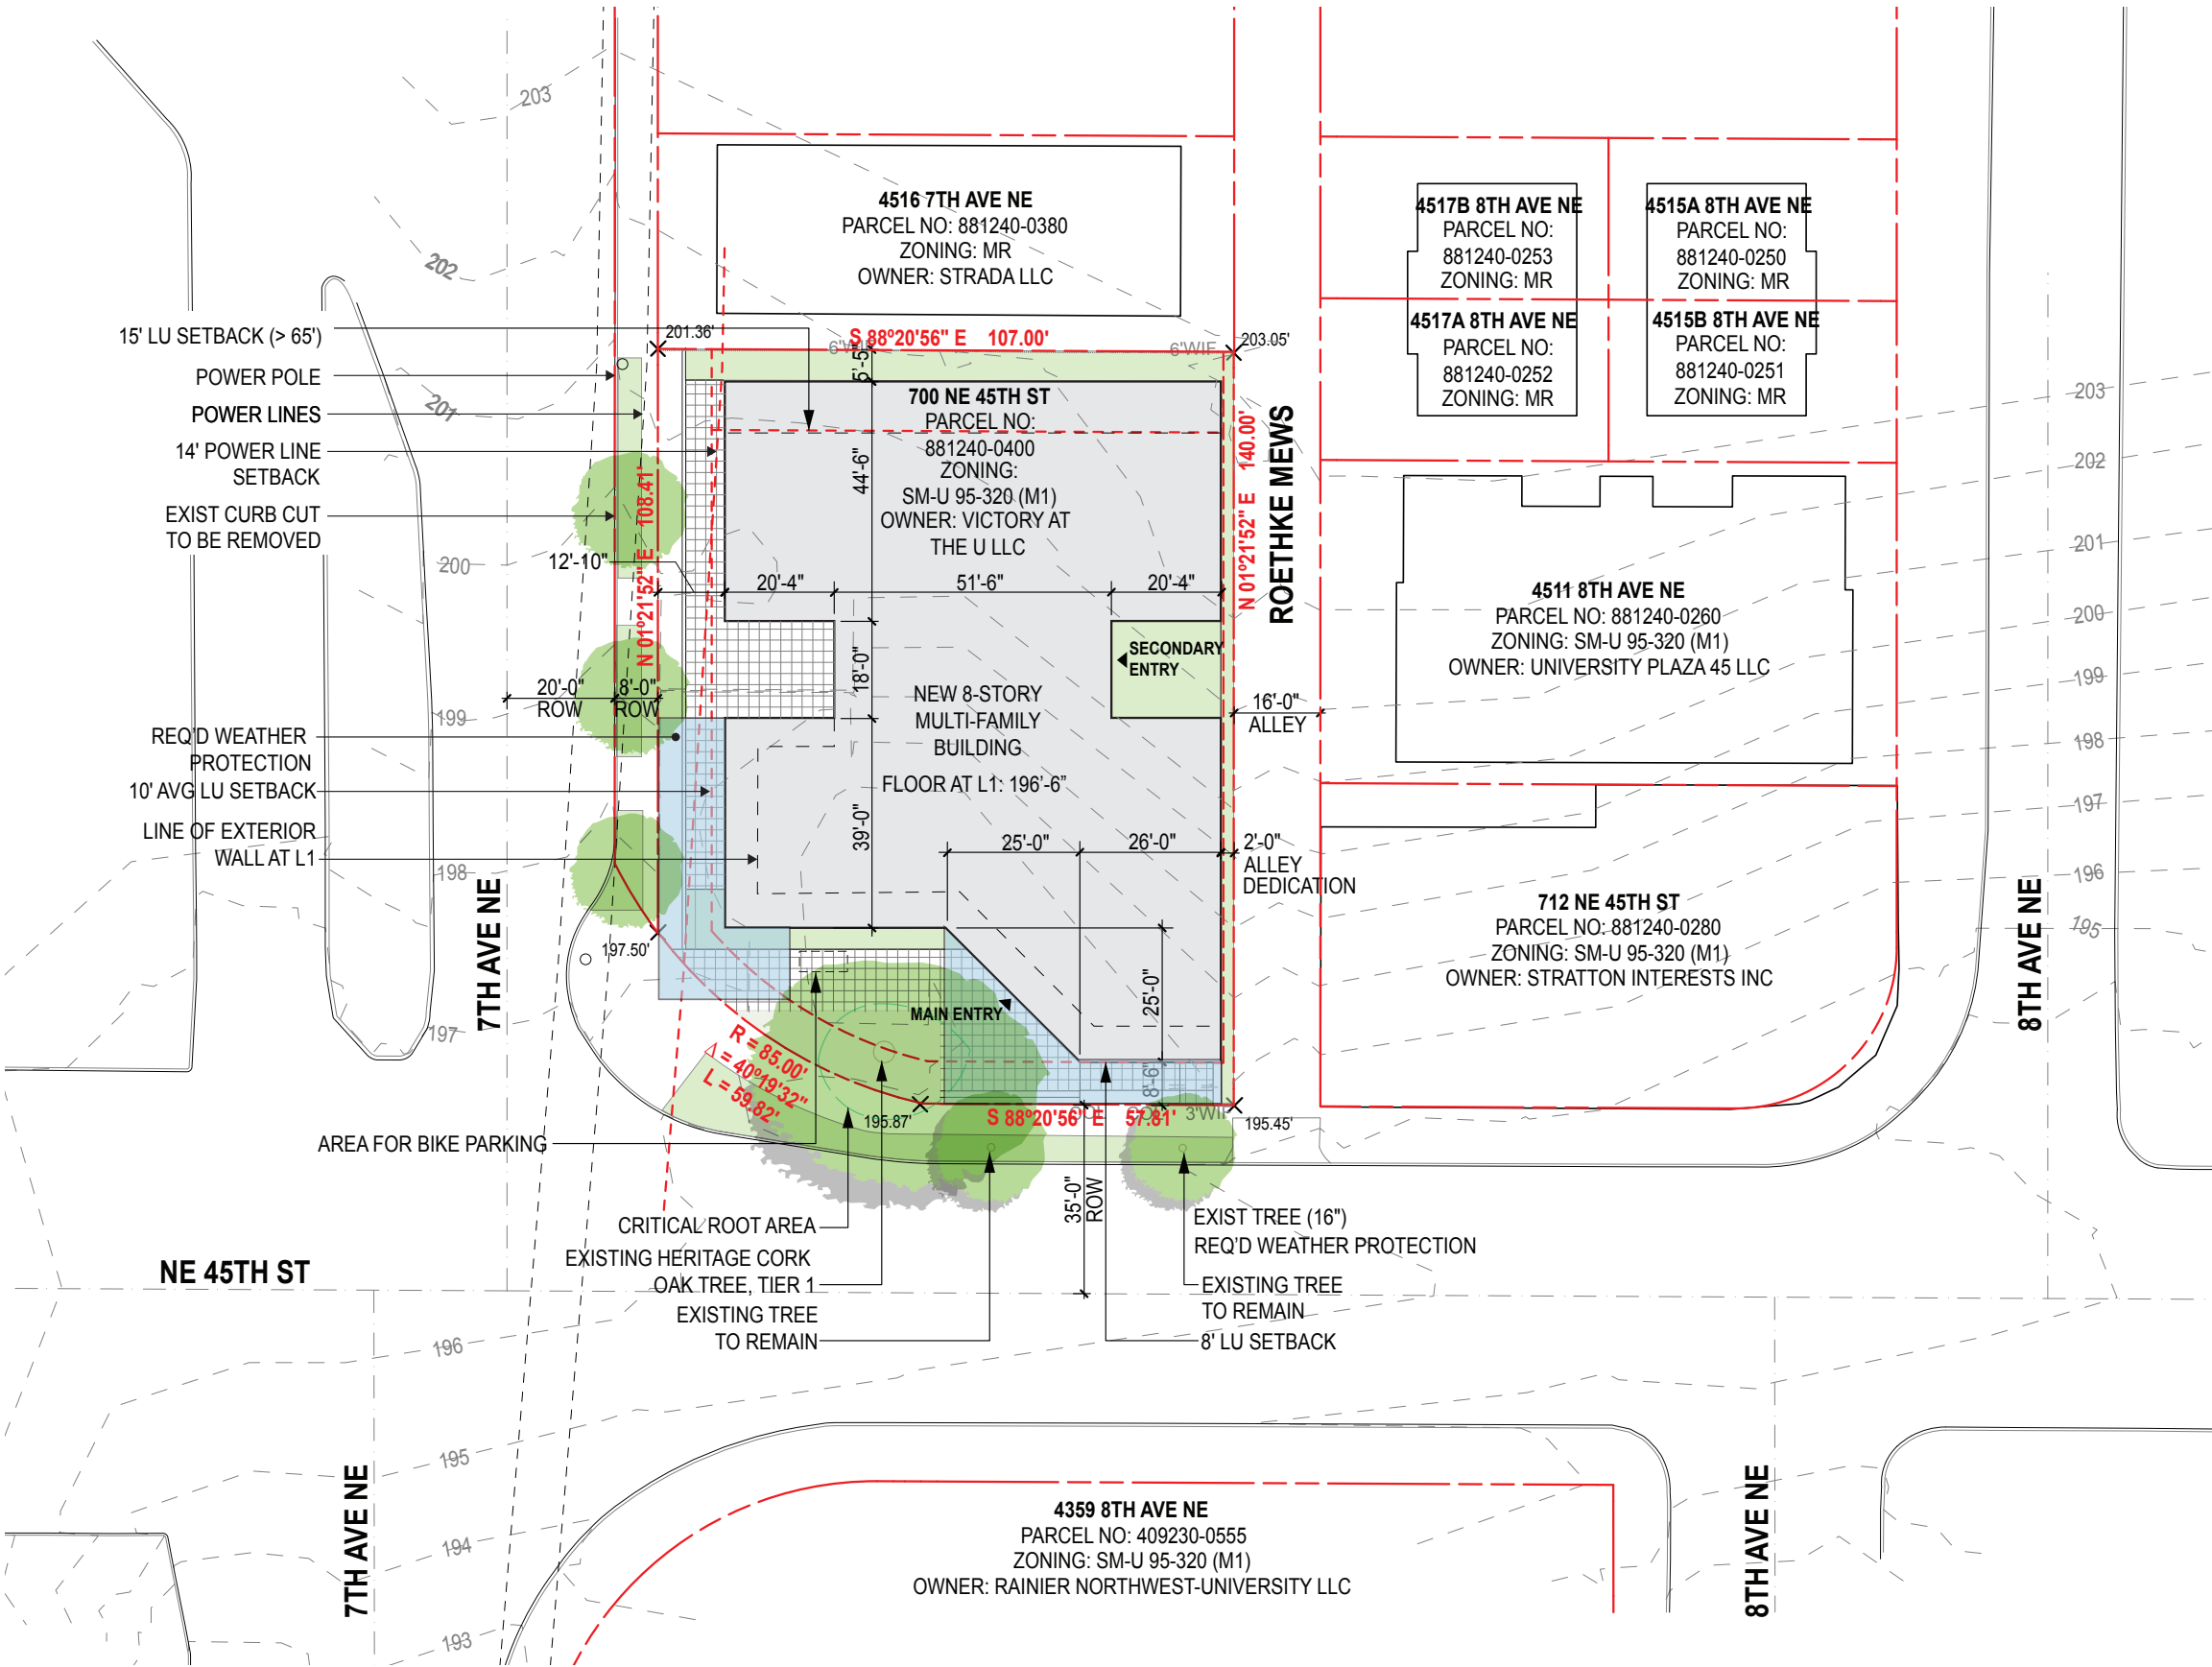 203
202
201
200
199
198
197
196
195
194
193
4516 7TH AVE NE
PARCEL NO: 881240-0380
ZONING: MR
OWNER: STRADA LLC
4517B 8TH AVE NE
PARCEL NO:
881240-0253
ZONING: MR
4515A 8TH AVE NE
PARCEL NO:
881240-0250
ZONING: MR
4517A 8TH AVE NE
PARCEL NO:
881240-0252
ZONING: MR
4515B 8TH AVE NE
PARCEL NO:
881240-0251
ZONING: MR
15' LU SETBACK (> 65')
POWER POLE
POWER LINES
14' POWER LINE
SETBACK
EXIST CURB CUT
TO BE REMOVED
12'-10"
201.36'
S 88°20'56" E 107.00'
203.05'
6'WIF
5'-5"
N 01°21'52" E 108.41'
N 01°21'52" E 140.00'
ROETHKE MEWS
700 NE 45TH ST
PARCEL NO:
881240-0400
ZONING:
SM-U 95-320 (M1)
OWNER: VICTORY AT
THE U LLC
44'-6"
20'-4"
51'-6"
20'-4"
18'-0"
SECONDARY
ENTRY
20'-0"
ROW
8'-0"
ROW
NEW 8-STORY
MULTI-FAMILY
BUILDING
FLOOR AT L1: 196'-6"
16'-0"
ALLEY
39'-0"
25'-0"
26'-0"
2'-0"
ALLEY
DEDICATION
REQ'D WEATHER
PROTECTION
10' AVG LU SETBACK
LINE OF EXTERIOR
WALL AT L1
4511 8TH AVE NE
PARCEL NO: 881240-0260
ZONING: SM-U 95-320 (M1)
OWNER: UNIVERSITY PLAZA 45 LLC
203
202
201
200
199
198
197
196
195
712 NE 45TH ST
PARCEL NO: 881240-0280
ZONING: SM-U 95-320 (M1)
OWNER: STRATTON INTERESTS INC
7TH AVE NE
8TH AVE NE
197.50'
MAIN ENTRY
25'-0"
8'-6"
R = 85.00'
Δ = 40°19'32"
L = 59.82'
195.87'
S 88°20'56" E 57.81'
3'WIF
195.45'
AREA FOR BIKE PARKING
CRITICAL ROOT AREA
EXISTING HERITAGE CORK
OAK TREE, TIER 1
EXISTING TREE
TO REMAIN
35'-0"
ROW
EXIST TREE (16")
REQ'D WEATHER PROTECTION
EXISTING TREE
TO REMAIN
8' LU SETBACK
NE 45TH ST
7TH AVE NE
8TH AVE NE
4359 8TH AVE NE
PARCEL NO: 409230-0555
ZONING: SM-U 95-320 (M1)
OWNER: RAINIER NORTHWEST-UNIVERSITY LLC